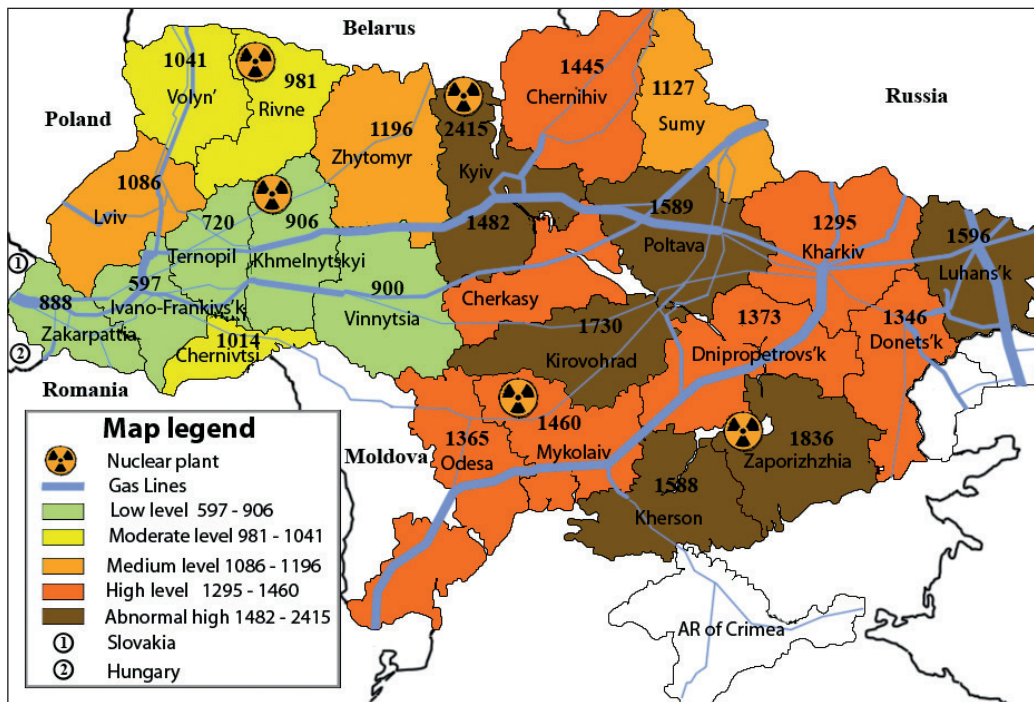 Belarus
1041
Volyn'
981
Rivne
1445
Chernihiv
1127
Sumy
Russia
Poland
1196
Zhytomyr
2415
Kyiv
1086
Lviv
720
Ternopil
906
Khmelnytskyi
1482
1589
Poltava
1295
Kharkiv
1596
Luhans'k
1
597
Ivano-Frankivs'k
888
Zakarpattia
900
Vinnytsia
Cherkasy
1730
Kirovohrad
1373
Dnipropetrovs'k
1346
Donets'k
2
1014
Chernivtsi
Romania
Moldova
1365
Odesa
1460
Mykolaiv
1836
Zaporizhzhia
1588
Kherson
AR of Crimea
Map legend
Nuclear plant
Gas Lines
Low level 597 - 906
Moderate level 981 - 1041
Medium level 1086 - 1196
High level 1295 - 1460
Abnormal high 1482 - 2415
1 Slovakia
2 Hungary